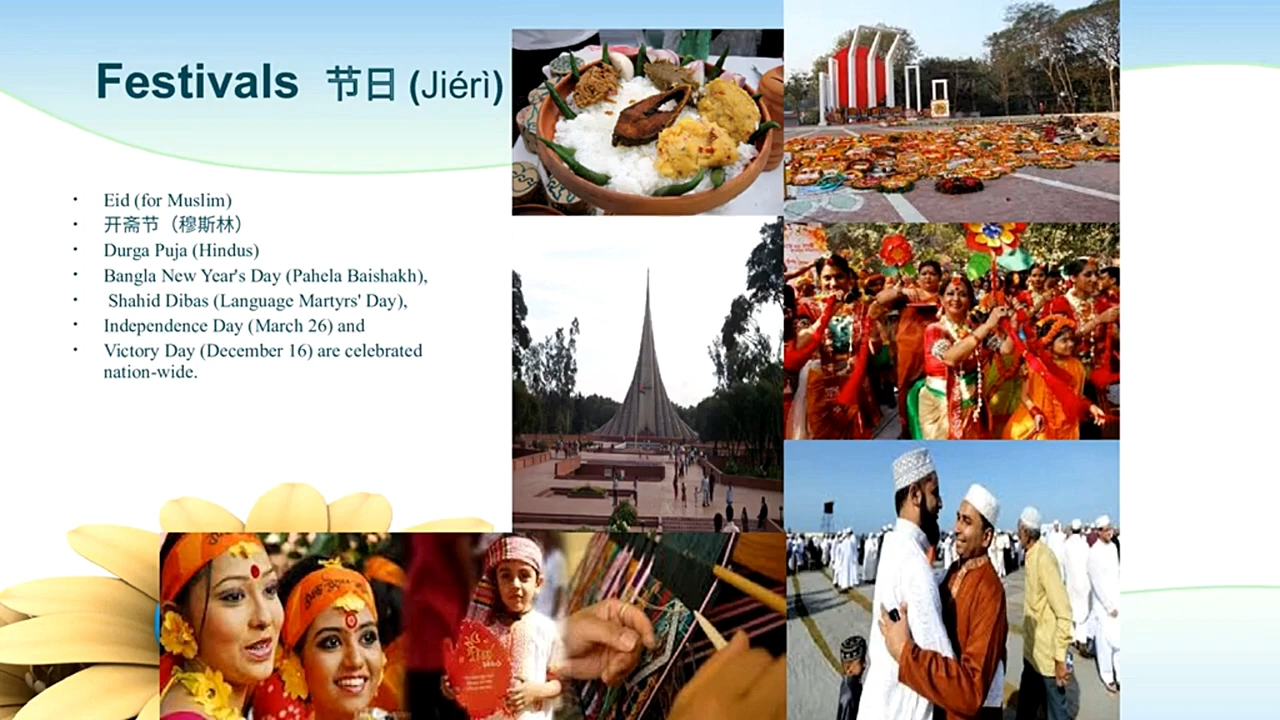 Festivals 节日 (Jiérì)
• Eid (for Muslim)
• 开斋节（穆斯林）
• Durga Puja (Hindus)
• Bangla New Year's Day (Pahela Baishakh),
• Shahid Dibas (Language Martyrs' Day),
• Independence Day (March 26) and
• Victory Day (December 16) are celebrated
nation-wide.